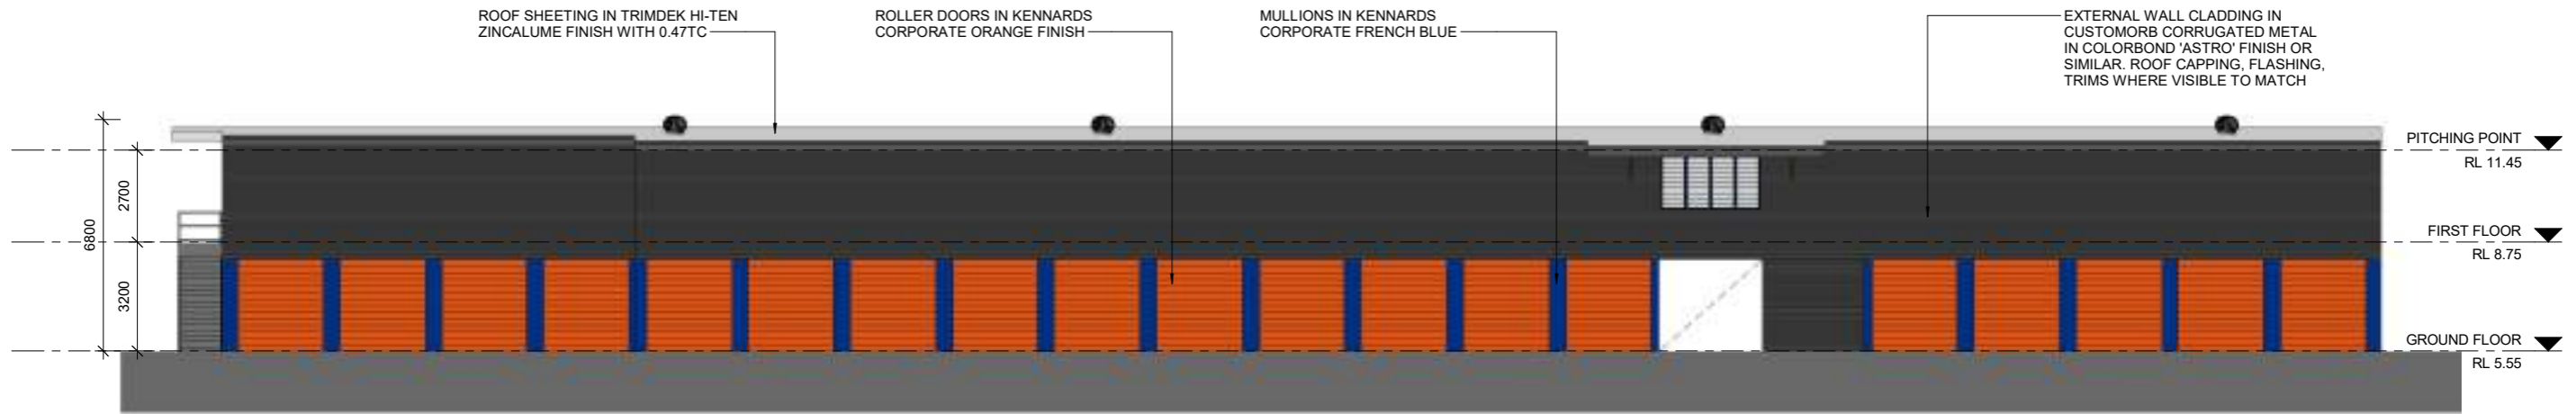 ROOF SHEETING IN TRIMDEK HI-TEN
ZINCALUME FINISH WITH 0.47TC
ROLLER DOORS IN KENNARDS
CORPORATE ORANGE FINISH
MULLIONS IN KENNARDS
CORPORATE FRENCH BLUE
EXTERNAL WALL CLADDING IN
CUSTOMORB CORRUGATED METAL
IN COLORBOND 'ASTRO' FINISH OR
SIMILAR. ROOF CAPPING, FLASHING,
TRIMS WHERE VISIBLE TO MATCH
PITCHING POINT
RL 11.45
2700
6800
FIRST FLOOR
RL 8.75
3200
GROUND FLOOR
RL 5.55